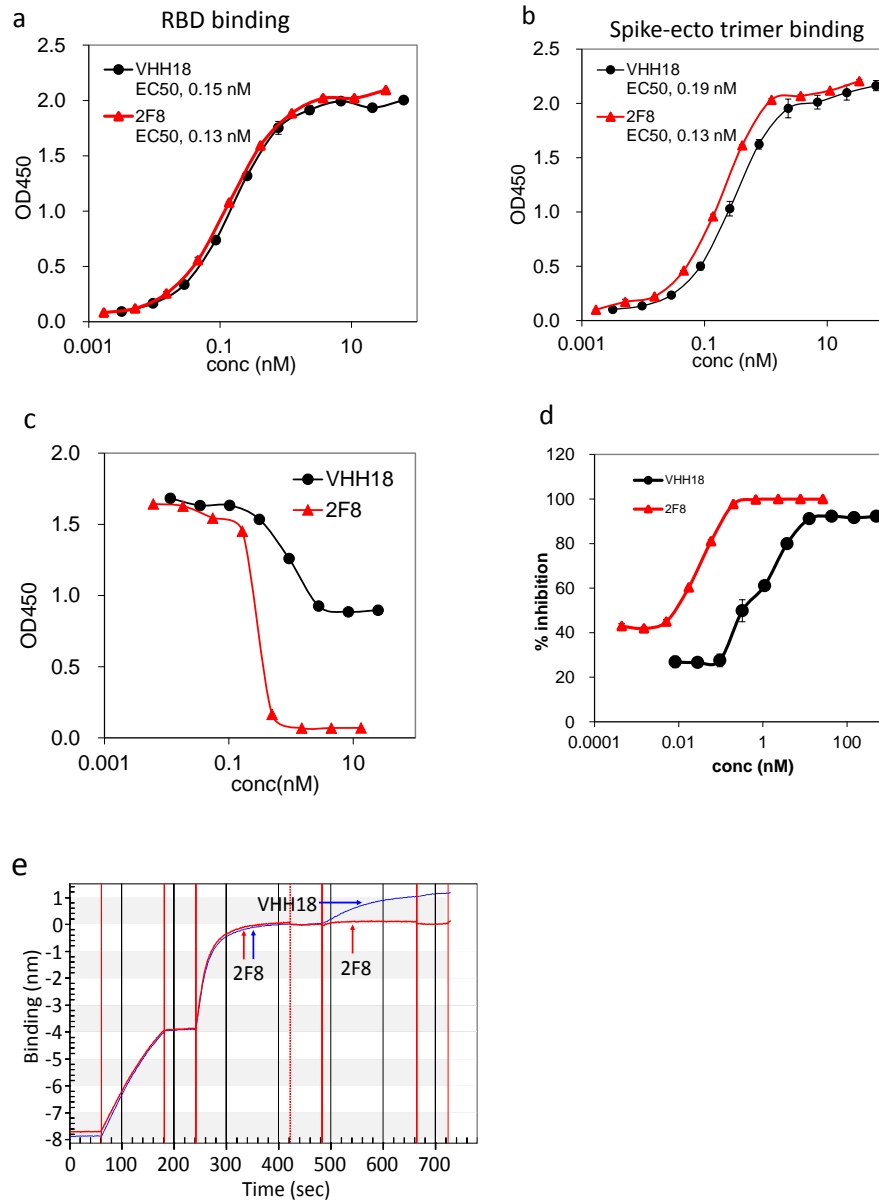 a
RBD binding
2.5
2.0
1.5
1.0
0.5
0.0
OD450
VHH18
EC50, 0.15 nM
2F8
EC50, 0.13 nM
0.001
0.1
10
conc (nM)
b
Spike-ecto trimer binding
2.5
2.0
1.5
1.0
0.5
0.0
OD450
VHH18
EC50, 0.19 nM
2F8
EC50, 0.13 nM
0.001
0.1
10
conc (nM)
c
2.0
1.5
1.0
0.5
0.0
OD450
VHH18
2F8
0.001
0.1
10
conc(nM)
d
120
100
80
60
40
20
0
% inhibition
VHH18
2F8
0.0001
0.01
1
100
conc (nM)
e
1
0
-1
-2
-3
-4
-5
-6
-7
-8
Binding (nm)
VHH18
2F8
2F8
0
100
200
300
400
500
600
700
Time (sec)